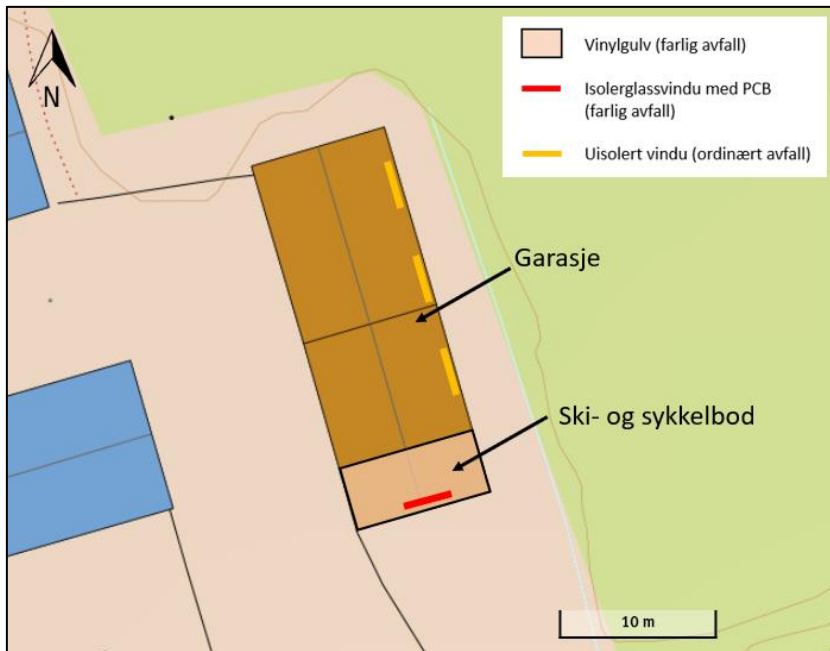 N
Vinylgulv (farlig avfall)
Isolerglassvindu med PCB
(farlig avfall)
Uisolert vindu (ordinært avfall)
Garasje
Ski- og sykkelbod
10 m